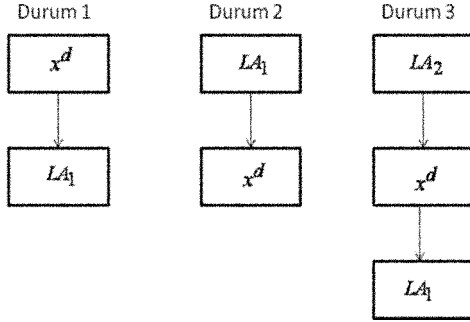 Durum 1 Durum 2 Durum 3
x^d LA₁ LA₂
LA₁ x^d x^d
LA₁